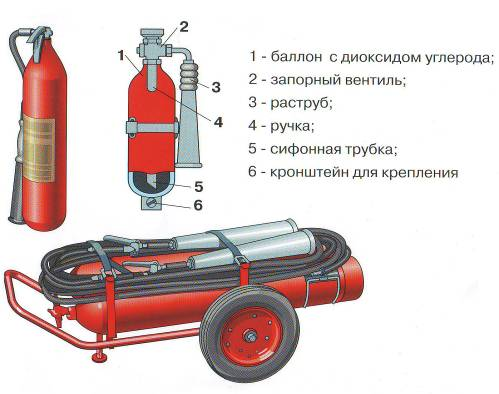 1 - баллон с диоксидом углерода;
2 - запорный вентиль;
3 - раструб;
4 - ручка;
5 - сифонная трубка;
6 - кронштейн для крепления
2
1
3
4
5
6